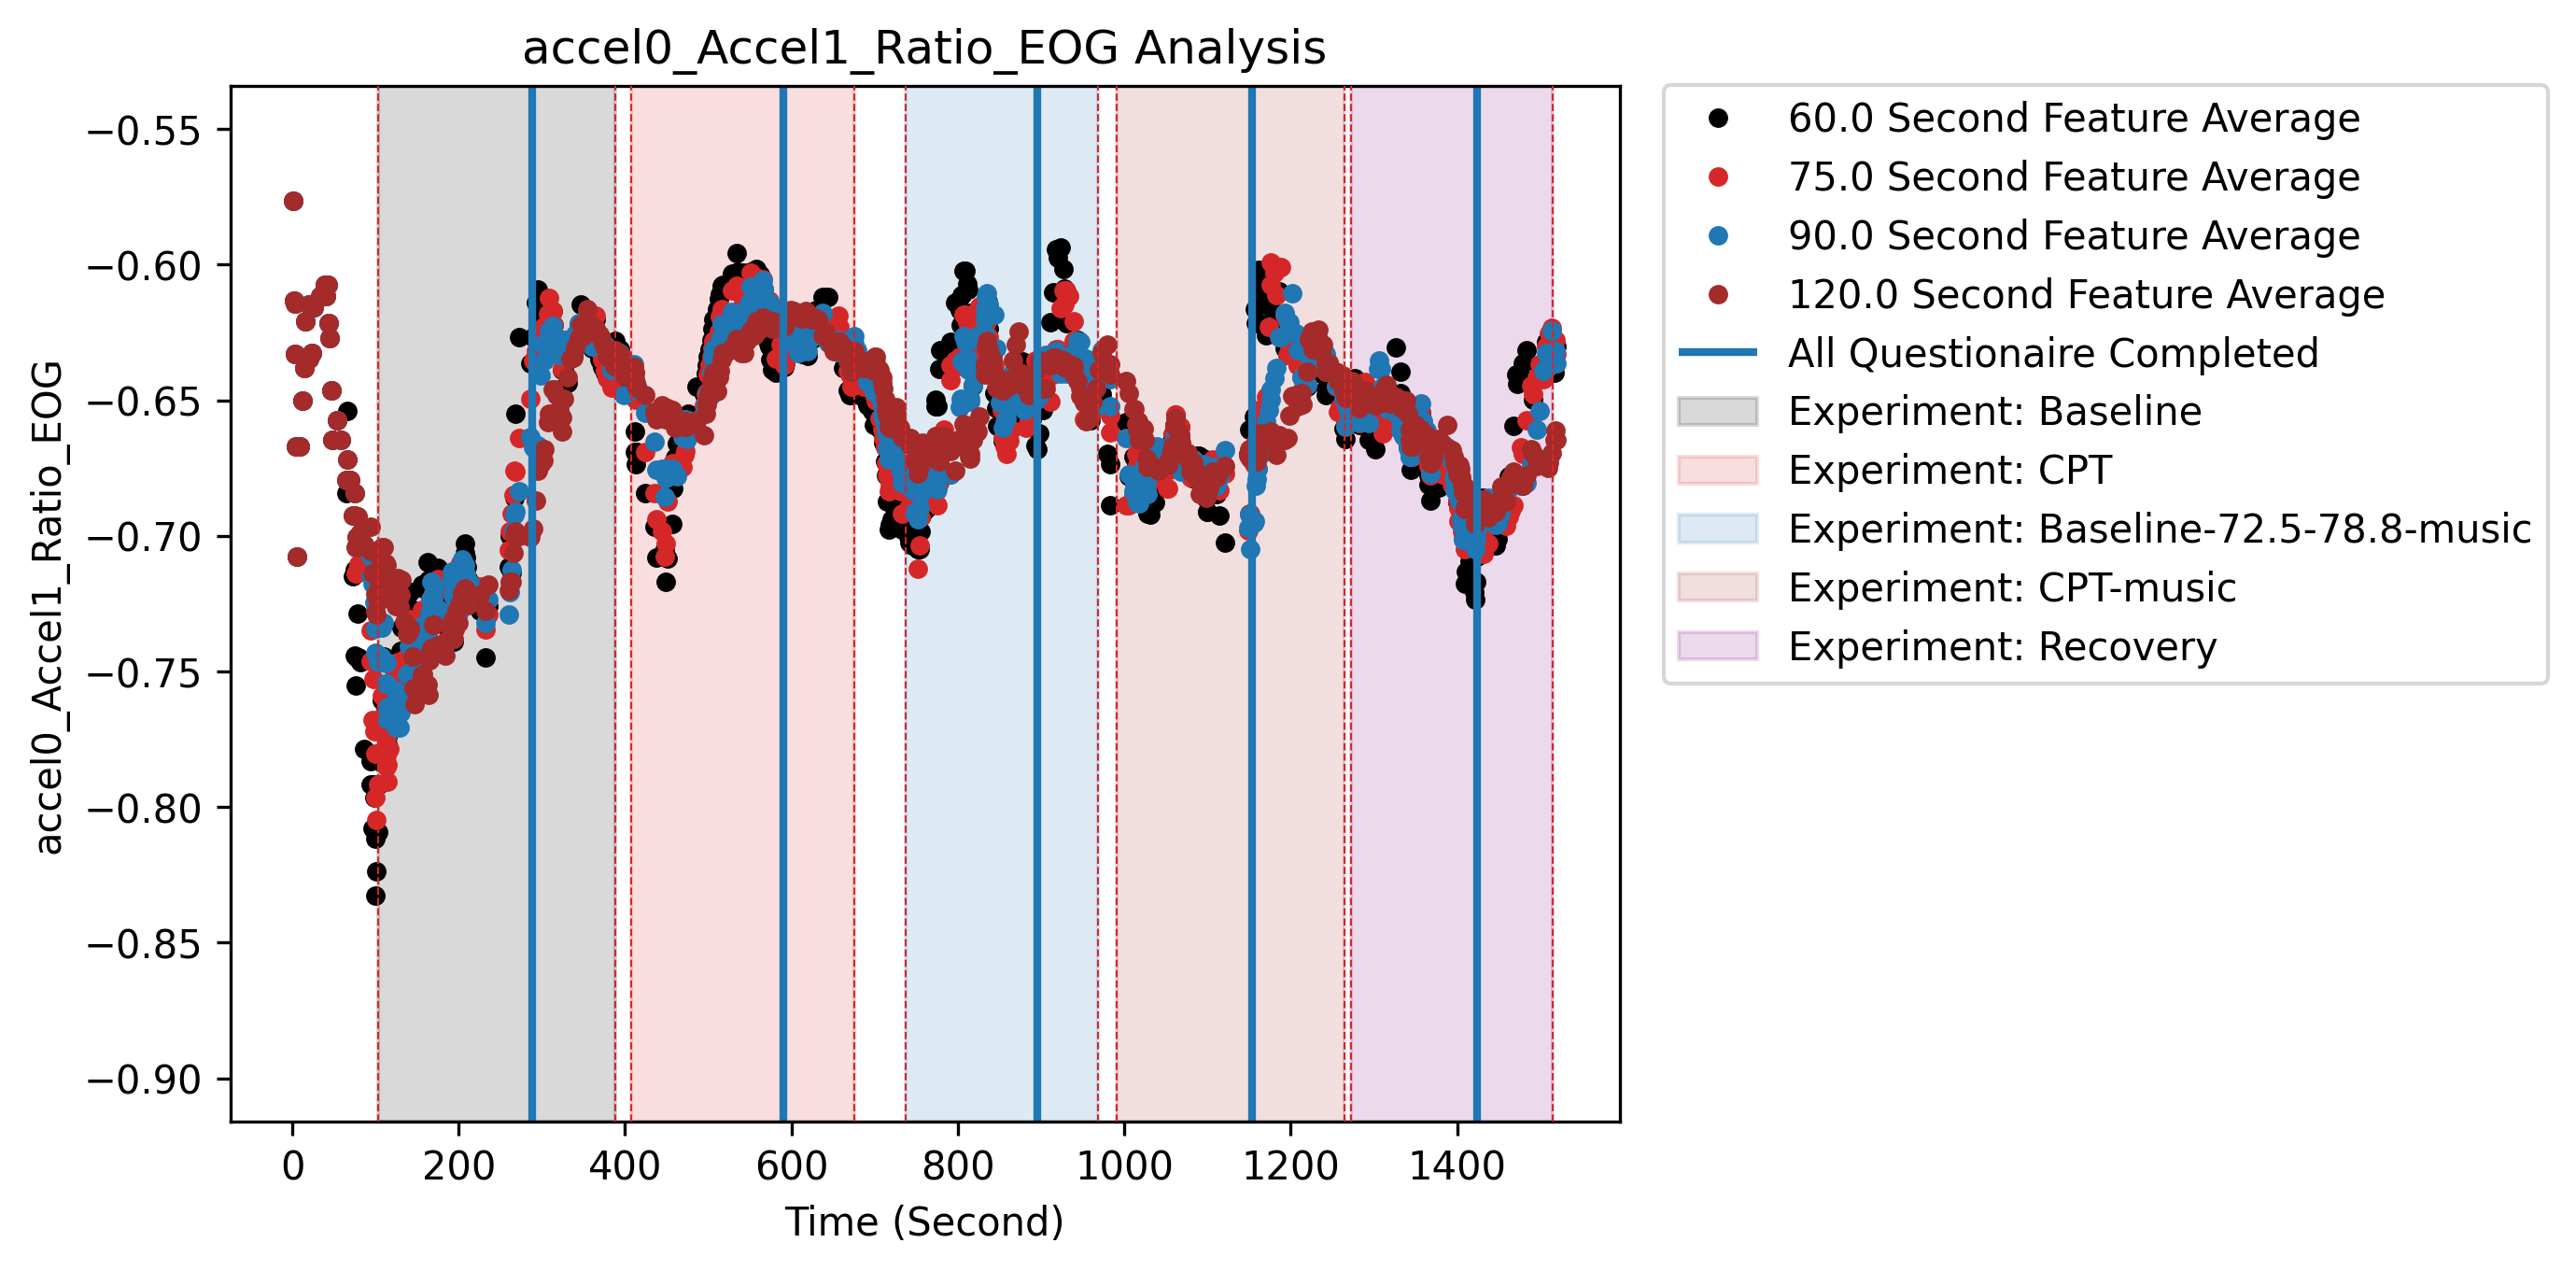 accel0_Accel1_Ratio_EOG Analysis
accel0_Accel1_Ratio_EOG
−0.55
−0.60
−0.65
−0.70
−0.75
−0.80
−0.85
−0.90
0 200 400 600 800 1000 1200 1400
Time (Second)
60.0 Second Feature Average
75.0 Second Feature Average
90.0 Second Feature Average
120.0 Second Feature Average
All Questionaire Completed
Experiment: Baseline
Experiment: CPT
Experiment: Baseline-72.5-78.8-music
Experiment: CPT-music
Experiment: Recovery